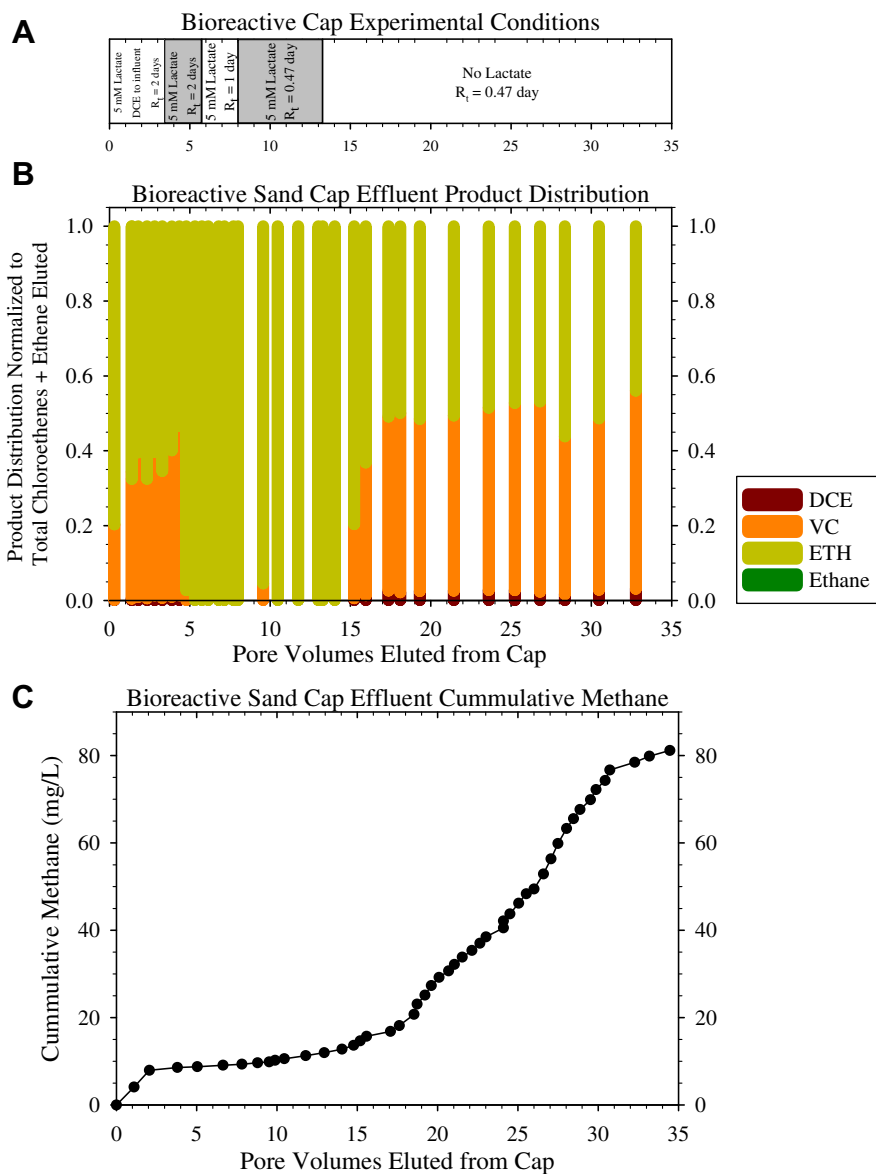 A
Bioreactive Cap Experimental Conditions
5 mM Lactate
DCE to influent
Rt = 2 days
5 mM Lactate
Rt = 2 days
5 mM Lactate
Rt = 1 day
5 mM Lactate
Rt = 0.47 day
No Lactate
Rt = 0.47 day
0 5 10 15 20 25 30 35
B
Bioreactive Sand Cap Effluent Product Distribution
Product Distribution Normalized to
Total Chloroethenes + Ethene Eluted
1.0 1.0
0.8 0.8
0.6 0.6
0.4 0.4
0.2 0.2
0.0 0.0
0 5 10 15 20 25 30 35
Pore Volumes Eluted from Cap
DCE
VC
ETH
Ethane
C
Bioreactive Sand Cap Effluent Cummulative Methane
Cummulative Methane (mg/L)
80 80
60 60
40 40
20 20
0 0
0 5 10 15 20 25 30 35
Pore Volumes Eluted from Cap